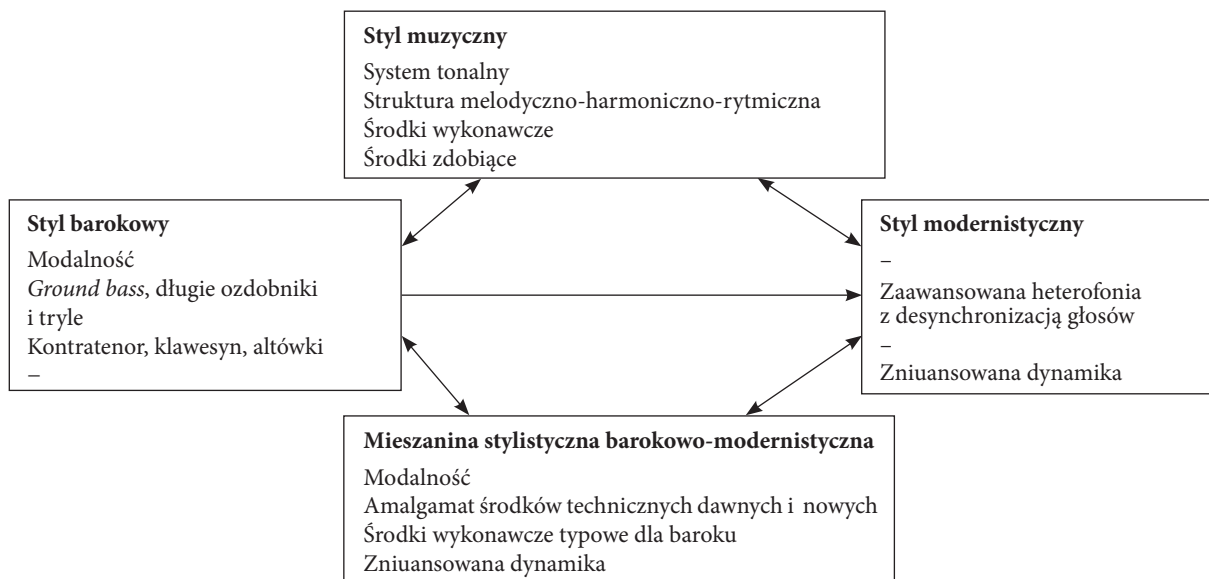 Styl muzyczny
System tonalny
Struktura melodyczno-harmoniczno-rytmiczna
Środki wykonawcze
Środki zdobiące
Styl barokowy
Modalność
Ground bass, długie ozdobniki
i tryle
Kontratenor, klawesyn, altówki
–
Styl modernistyczny
–
Zaawansowana heterofonia
z desynchronizacją głosów
–
Zniuansowana dynamika
Mieszanina stylistyczna barokowo-modernistyczna
Modalność
Amalgamat środków technicznych dawnych i nowych
Środki wykonawcze typowe dla baroku
Zniuansowana dynamika